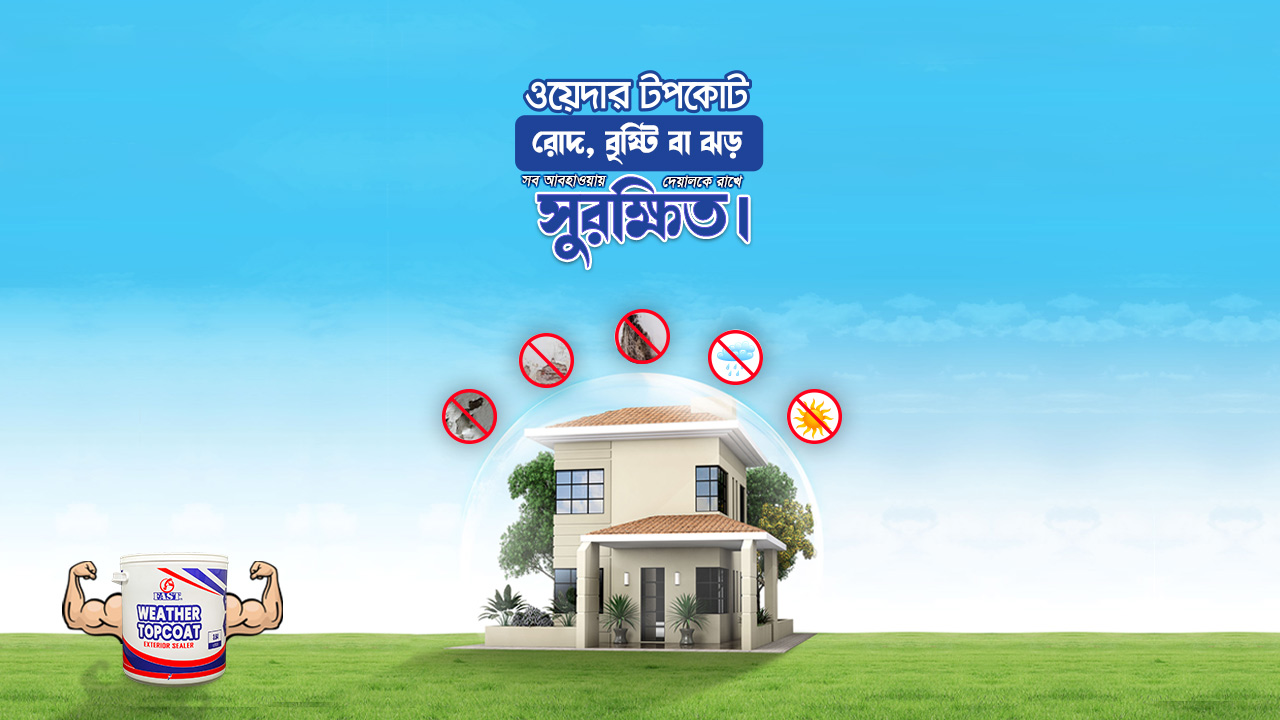 ওয়েদার টপকোট
রোদ, বৃষ্টি বা ঝড়
সব আবহাওয়ায় দেয়ালকে রাখে
সুরক্ষিত।
FAST
WEATHER
TOPCOAT
EXTERIOR SEALER